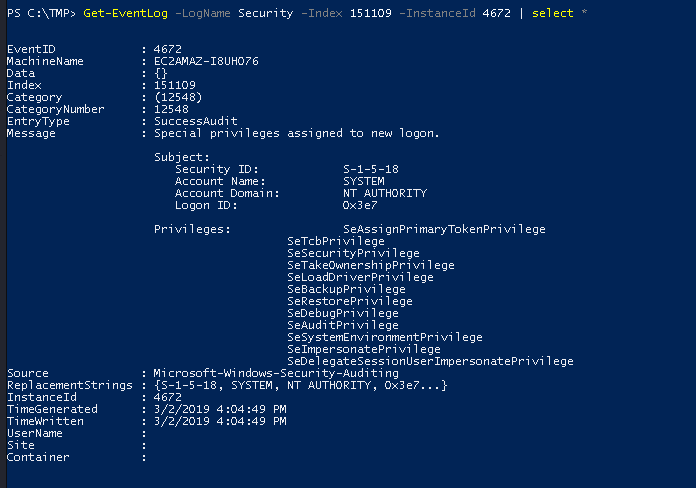 PS C:\TMP> Get-EventLog -LogName Security -Index 151109 -InstanceId 4672 | select *
EventID : 4672
MachineName : EC2AMAZ-I8UHO76
Data : {}
Index : 151109
Category : (12548)
CategoryNumber : 12548
EntryType : SuccessAudit
Message : Special privileges assigned to new logon.
Subject:
Security ID: S-1-5-18
Account Name: SYSTEM
Account Domain: NT AUTHORITY
Logon ID: 0x3e7
Privileges: SeAssignPrimaryTokenPrivilege
SeTcbPrivilege
SeSecurityPrivilege
SeTakeOwnershipPrivilege
SeLoadDriverPrivilege
SeBackupPrivilege
SeRestorePrivilege
SeDebugPrivilege
SeAuditPrivilege
SeSystemEnvironmentPrivilege
SeImpersonatePrivilege
SeDelegateSessionUserImpersonatePrivilege
Source : Microsoft-Windows-Security-Auditing
ReplacementStrings : {S-1-5-18, SYSTEM, NT AUTHORITY, 0x3e7...}
InstanceId : 4672
TimeGenerated : 3/2/2019 4:04:49 PM
TimeWritten : 3/2/2019 4:04:49 PM
UserName :
Site :
Container :